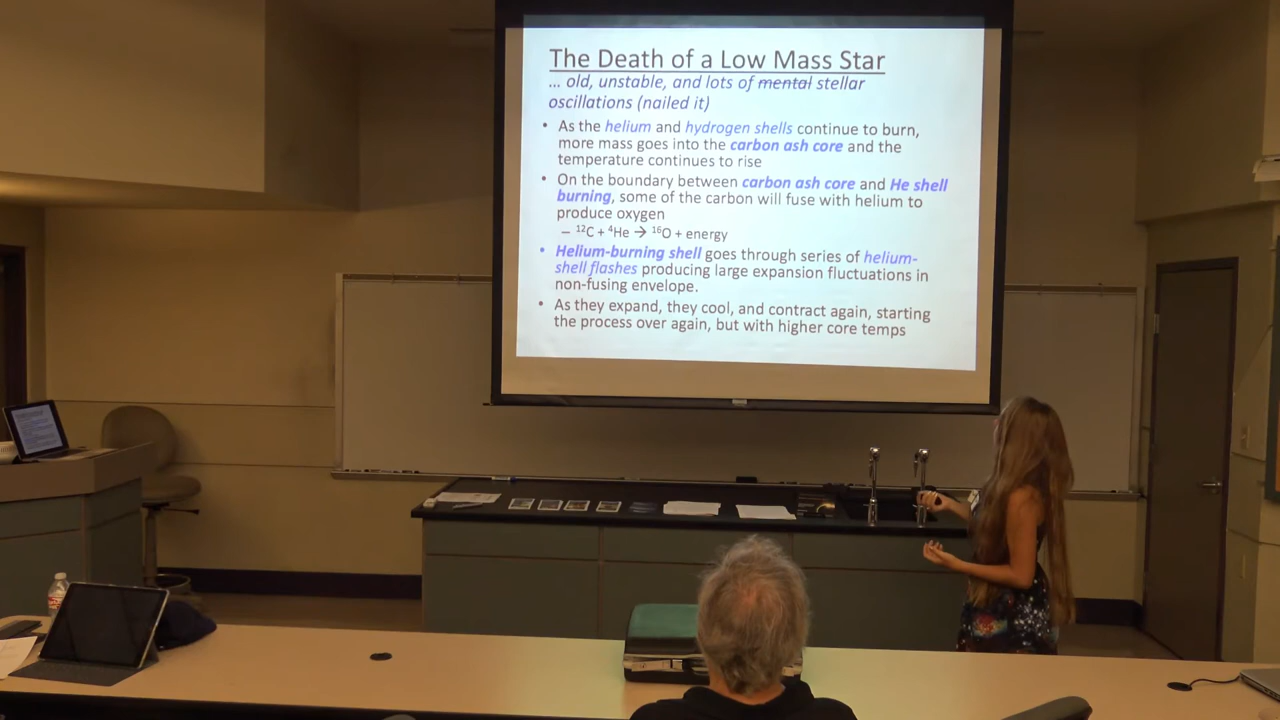 The Death of a Low Mass Star
... old, unstable, and lots of mental stellar
oscillations (nailed it)
• As the helium and hydrogen shells continue to burn,
more mass goes into the carbon ash core and the
temperature continues to rise
• On the boundary between carbon ash core and He shell
burning, some of the carbon will fuse with helium to
produce oxygen
– ¹²C + ⁴He → ¹⁶O + energy
• Helium-burning shell goes through series of helium-
shell flashes producing large expansion fluctuations in
non-fusing envelope.
• As they expand, they cool, and contract again, starting
the process over again, but with higher core temps